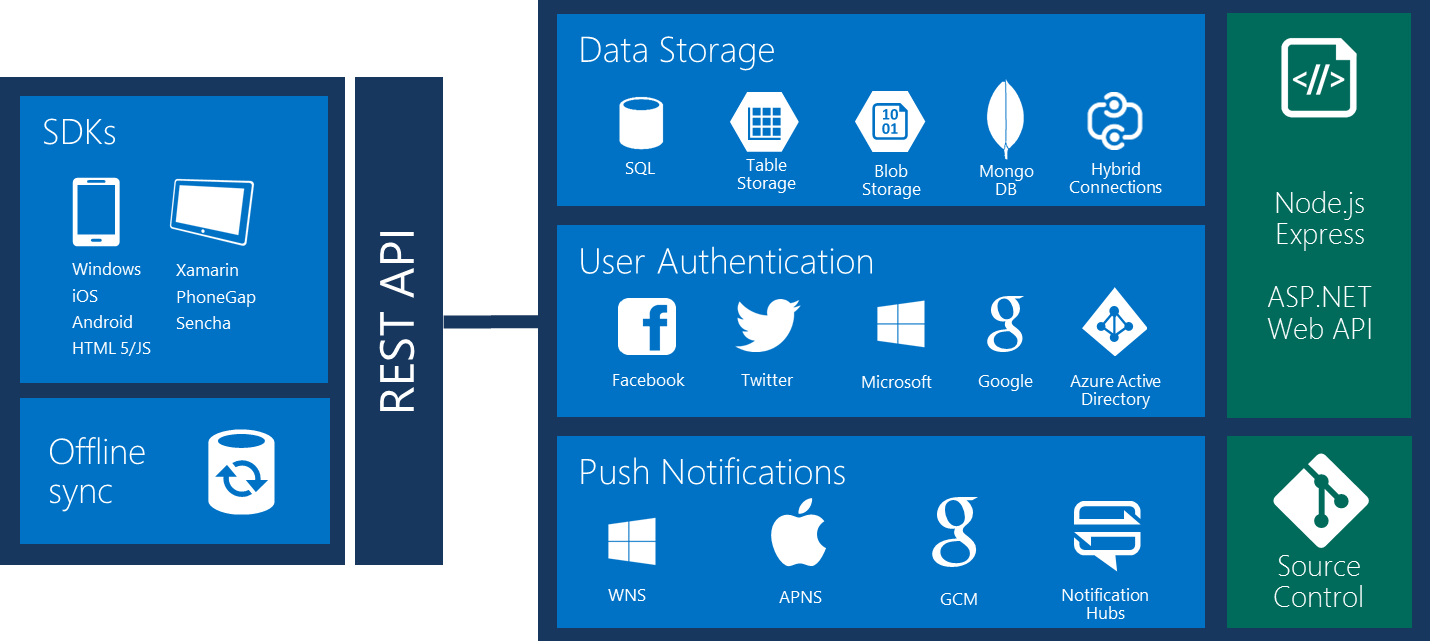 SDKs
Windows
iOS
Android
HTML 5/JS
Xamarin
PhoneGap
Sencha
Offline
sync
REST API
Data Storage
SQL
Table
Storage
10
01
Blob
Storage
Mongo
DB
Hybrid
Connections
User Authentication
f
Facebook
Twitter
Microsoft
g
Google
Azure Active
Directory
Push Notifications
WNS
APNS
g
GCM
Notification
Hubs
<//>
Node.js
Express
ASP.NET
Web API
Source
Control